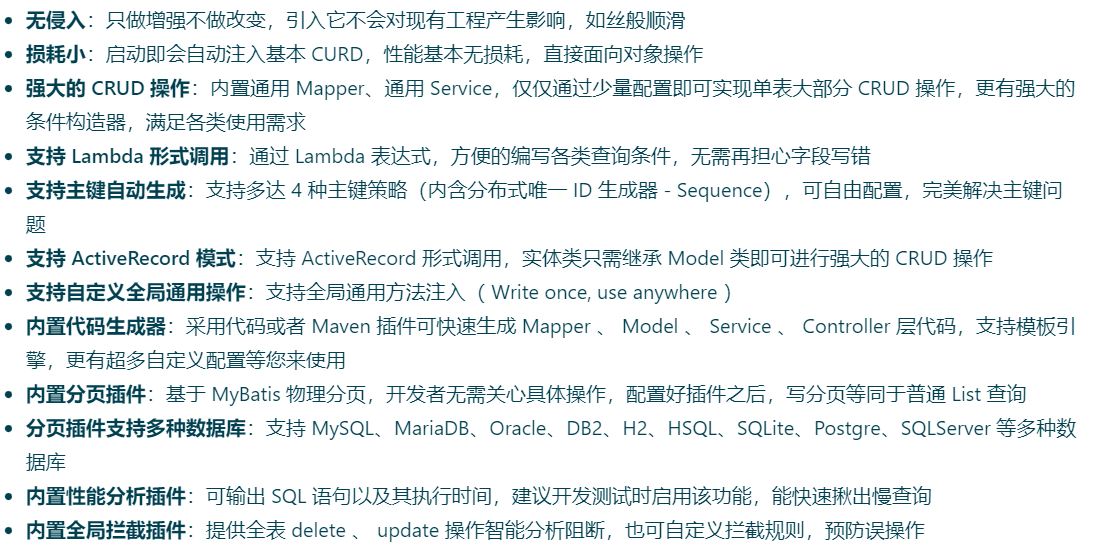 • 无侵入：只做增强不做改变，引入它不会对现有工程产生影响，如丝般顺滑
• 损耗小：启动即会自动注入基本 CURD，性能基本无损耗，直接面向对象操作
• 强大的 CRUD 操作：内置通用 Mapper、通用 Service，仅仅通过少量配置即可实现单表大部分 CRUD 操作，更有强大的
条件构造器，满足各类使用需求
• 支持 Lambda 形式调用：通过 Lambda 表达式，方便的编写各类查询条件，无需再担心字段写错
• 支持主键自动生成：支持多达 4 种主键策略（内含分布式唯一 ID 生成器 - Sequence），可自由配置，完美解决主键问
题
• 支持 ActiveRecord 模式：支持 ActiveRecord 形式调用，实体类只需继承 Model 类即可进行强大的 CRUD 操作
• 支持自定义全局通用操作：支持全局通用方法注入（ Write once, use anywhere ）
• 内置代码生成器：采用代码或者 Maven 插件可快速生成 Mapper 、 Model 、 Service 、 Controller 层代码，支持模板引
擎，更有超多自定义配置等您来使用
• 内置分页插件：基于 MyBatis 物理分页，开发者无需关心具体操作，配置好插件之后，写分页等同于普通 List 查询
• 分页插件支持多种数据库：支持 MySQL、MariaDB、Oracle、DB2、H2、HSQL、SQLite、Postgre、SQLServer 等多种数
据库
• 内置性能分析插件：可输出 SQL 语句以及其执行时间，建议开发测试时启用该功能，能快速揪出慢查询
• 内置全局拦截插件：提供全表 delete 、 update 操作智能分析阻断，也可自定义拦截规则，预防误操作